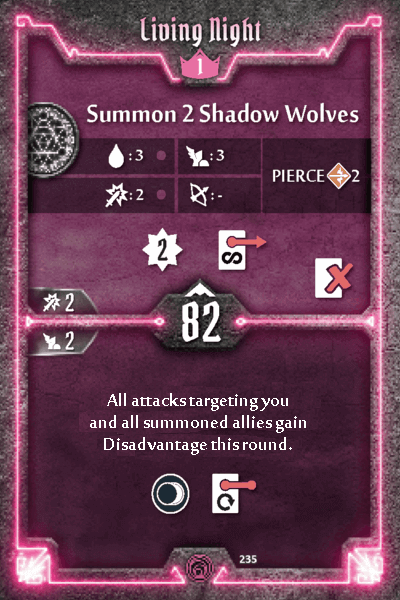 Living Night
1
Summon 2 Shadow Wolves
:3 :3
PIERCE 2
:2 :-
2
2
82
2
All attacks targeting you
and all summoned allies gain
Disadvantage this round.
235